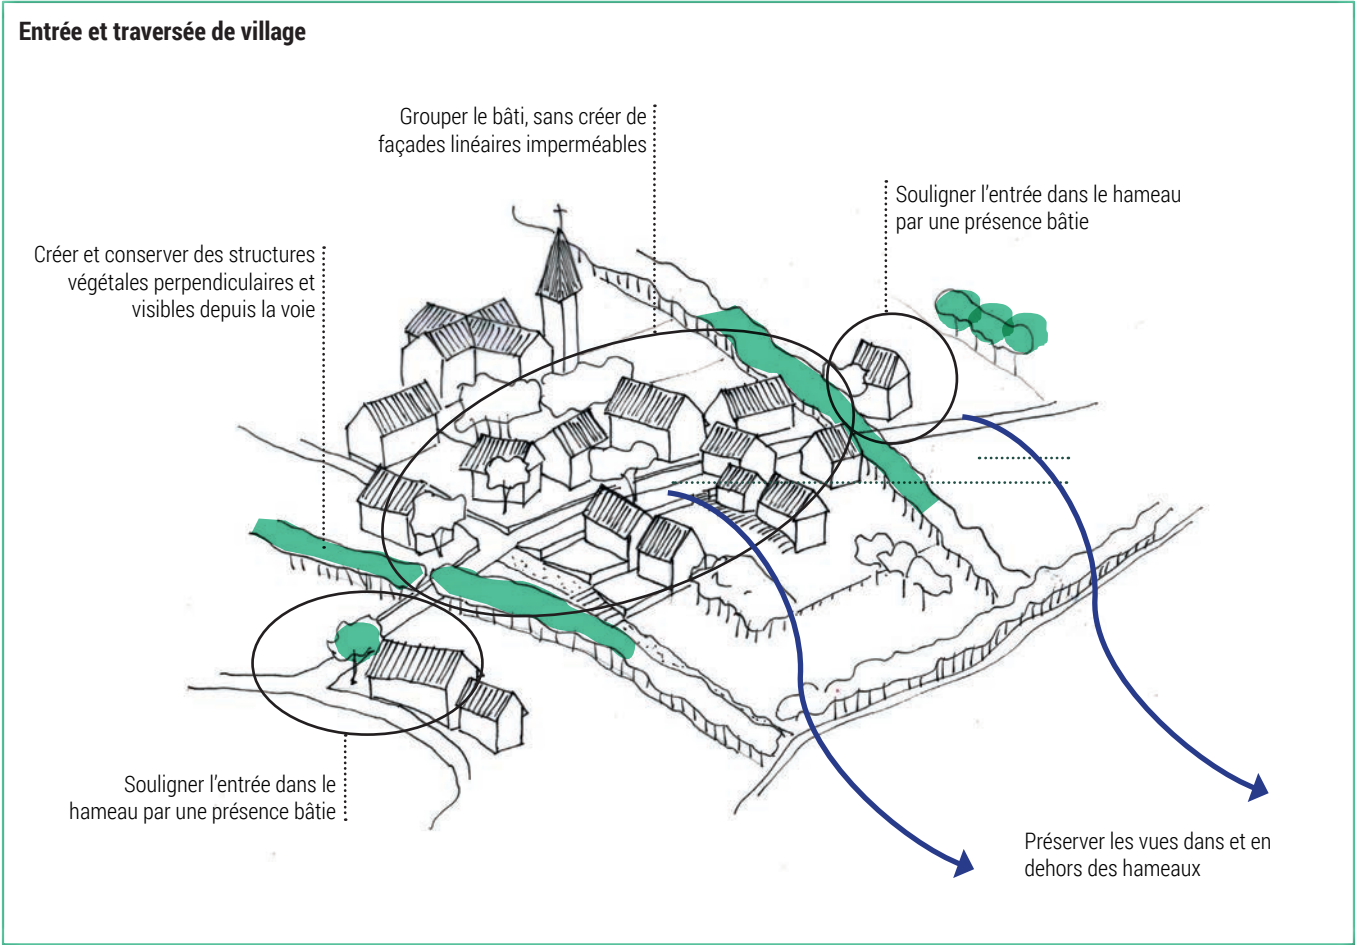 Entrée et traversée de village
Grouper le bâti, sans créer de
façades linéaires imperméables
Souligner l’entrée dans le hameau
par une présence bâtie
Créer et conserver des structures
végétales perpendiculaires et
visibles depuis la voie
Souligner l’entrée dans le
hameau par une présence bâtie
Préserver les vues dans et en
dehors des hameaux